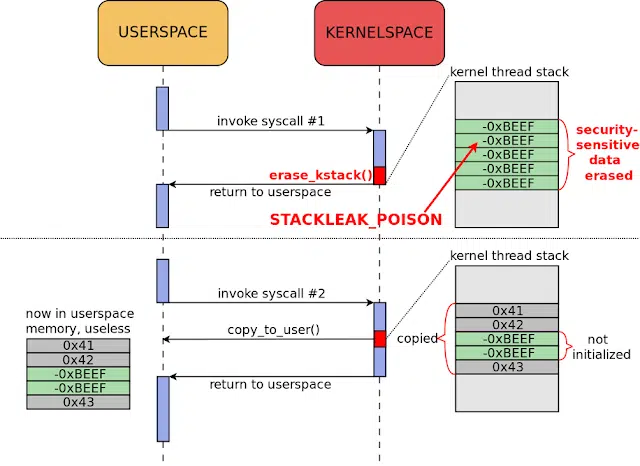 USERSPACE
KERNELSPACE
kernel thread stack
invoke syscall #1
-0xBEEF
-0xBEEF
-0xBEEF
-0xBEEF
-0xBEEF
security-
sensitive
data
erased
erase_kstack()
return to userspace
STACKLEAK_POISON
kernel thread stack
invoke syscall #2
now in userspace
memory, useless
0x41
0x42
-0xBEEF
-0xBEEF
0x43
copy_to_user()
copied
0x41
0x42
-0xBEEF
-0xBEEF
0x43
not
initialized
return to userspace